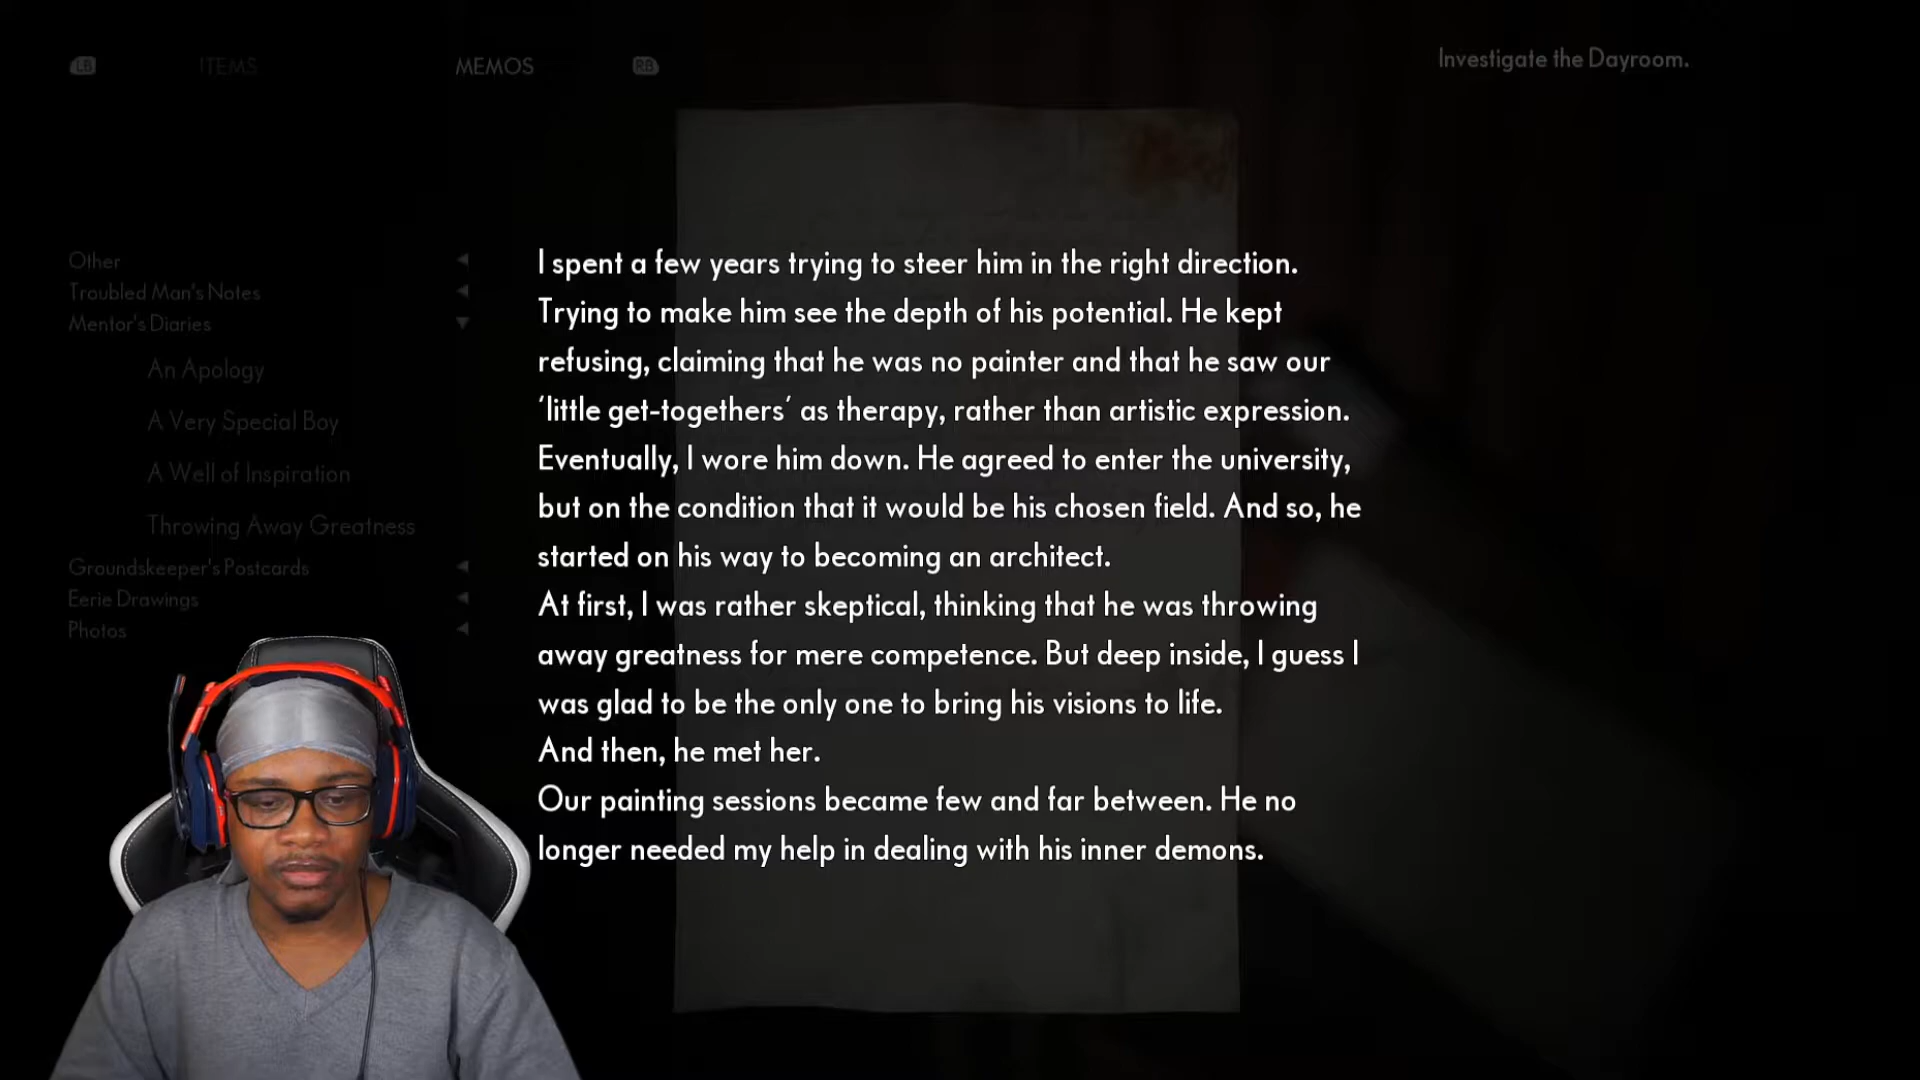 LB ITEMS MEMOS RB
Investigate the Dayroom.
Other
Troubled Man's Notes
Mentor's Diaries
An Apology
A Very Special Boy
A Well of Inspiration
Throwing Away Greatness
Groundskeeper's Postcards
Eerie Drawings
Photos
I spent a few years trying to steer him in the right direction.
Trying to make him see the depth of his potential. He kept
refusing, claiming that he was no painter and that he saw our
'little get-togethers' as therapy, rather than artistic expression.
Eventually, I wore him down. He agreed to enter the university,
but on the condition that it would be his chosen field. And so, he
started on his way to becoming an architect.
At first, I was rather skeptical, thinking that he was throwing
away greatness for mere competence. But deep inside, I guess I
was glad to be the only one to bring his visions to life.
And then, he met her.
Our painting sessions became few and far between. He no
longer needed my help in dealing with his inner demons.